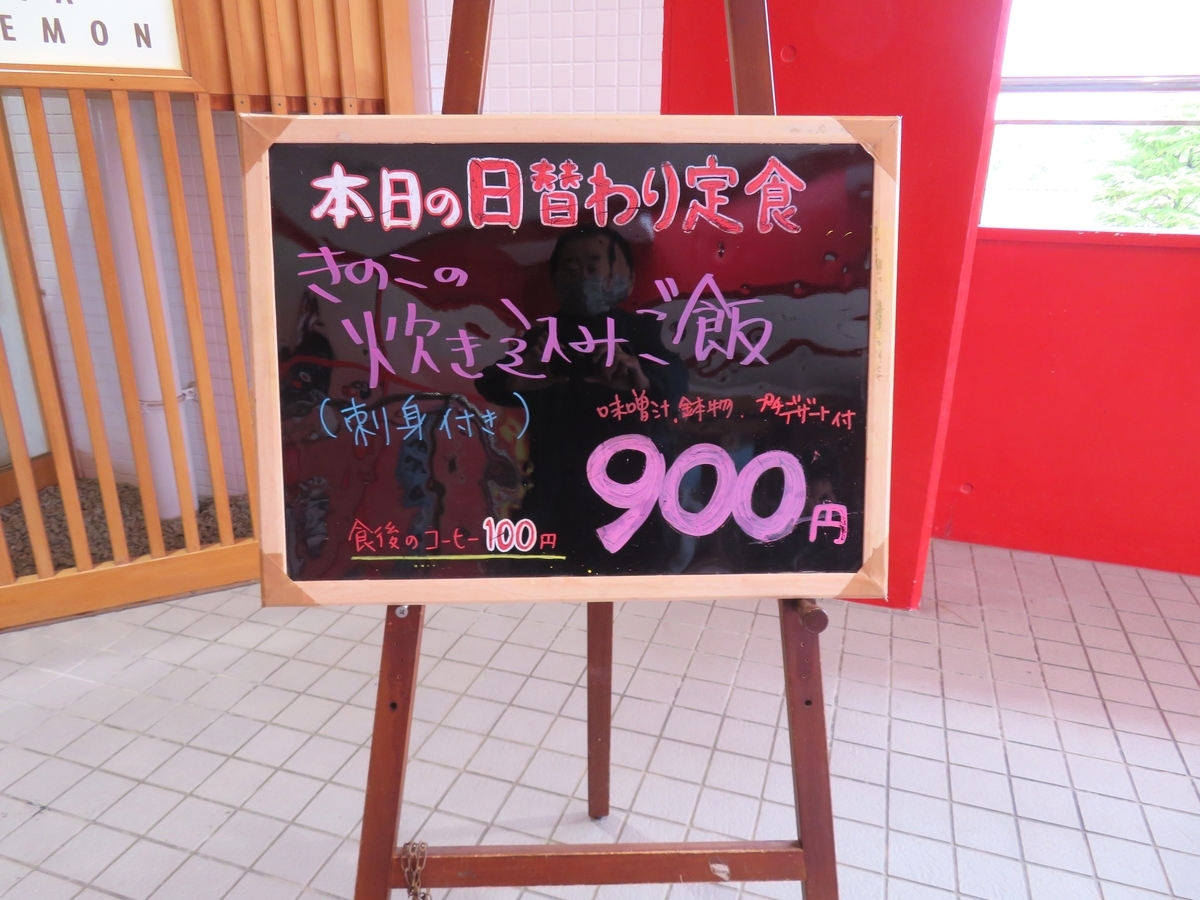 EMON
本日の日替わり定食
きのこの
炊き込みご飯
(刺身付き)
味噌汁.鉢物.プチデザート付
900円
食後のコーヒー100円